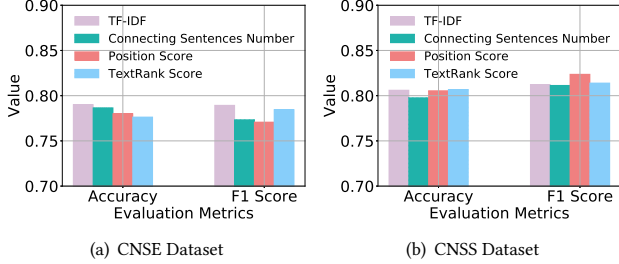 0.90
0.85
0.80
0.75
0.70
Value
TF-IDF
Connecting Sentences Number
Position Score
TextRank Score
Accuracy
F1 Score
Evaluation Metrics
(a) CNSE Dataset
0.90
0.85
0.80
0.75
0.70
Value
TF-IDF
Connecting Sentences Number
Position Score
TextRank Score
Accuracy
F1 Score
Evaluation Metrics
(b) CNSS Dataset